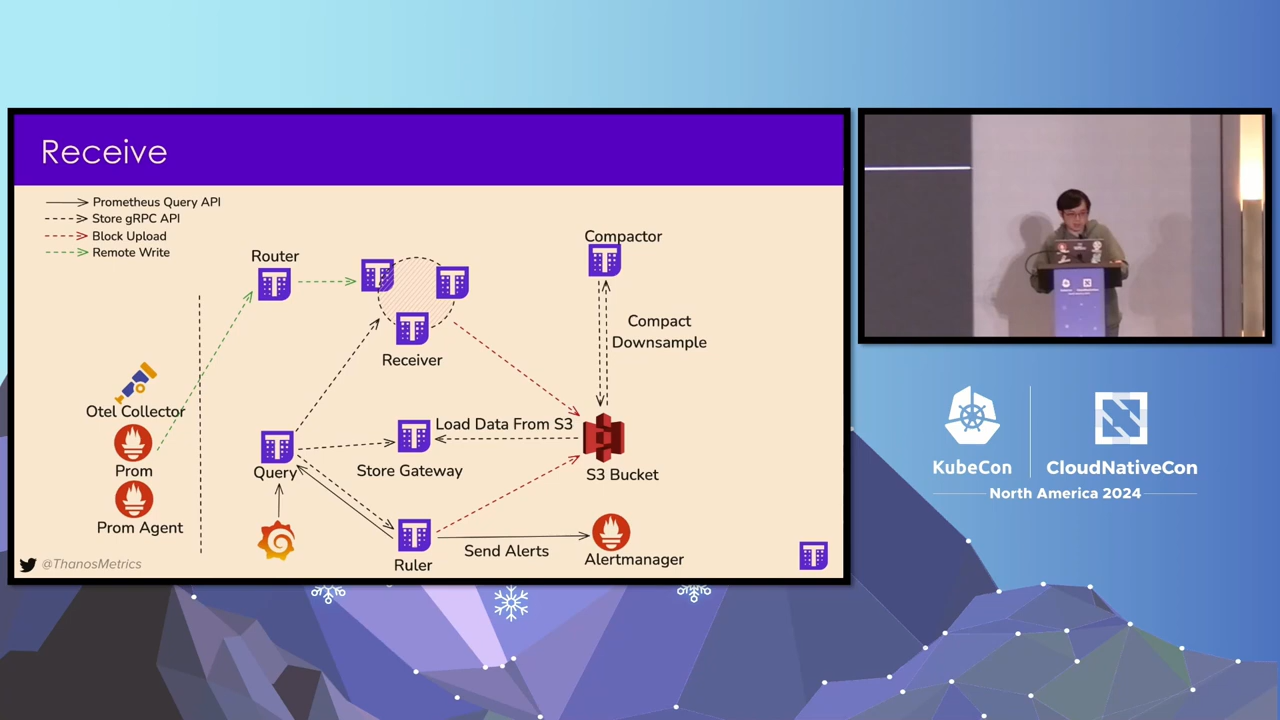 Receive
Prometheus Query API
Store gRPC API
Block Upload
Remote Write
Router
Compactor
Compact
Downsample
Receiver
Otel Collector
Prom
Prom Agent
Query
Load Data From S3
Store Gateway
S3 Bucket
Send Alerts
Ruler
Alertmanager
@ThanosMetrics
KubeCon
CloudNativeCon
North America 2024